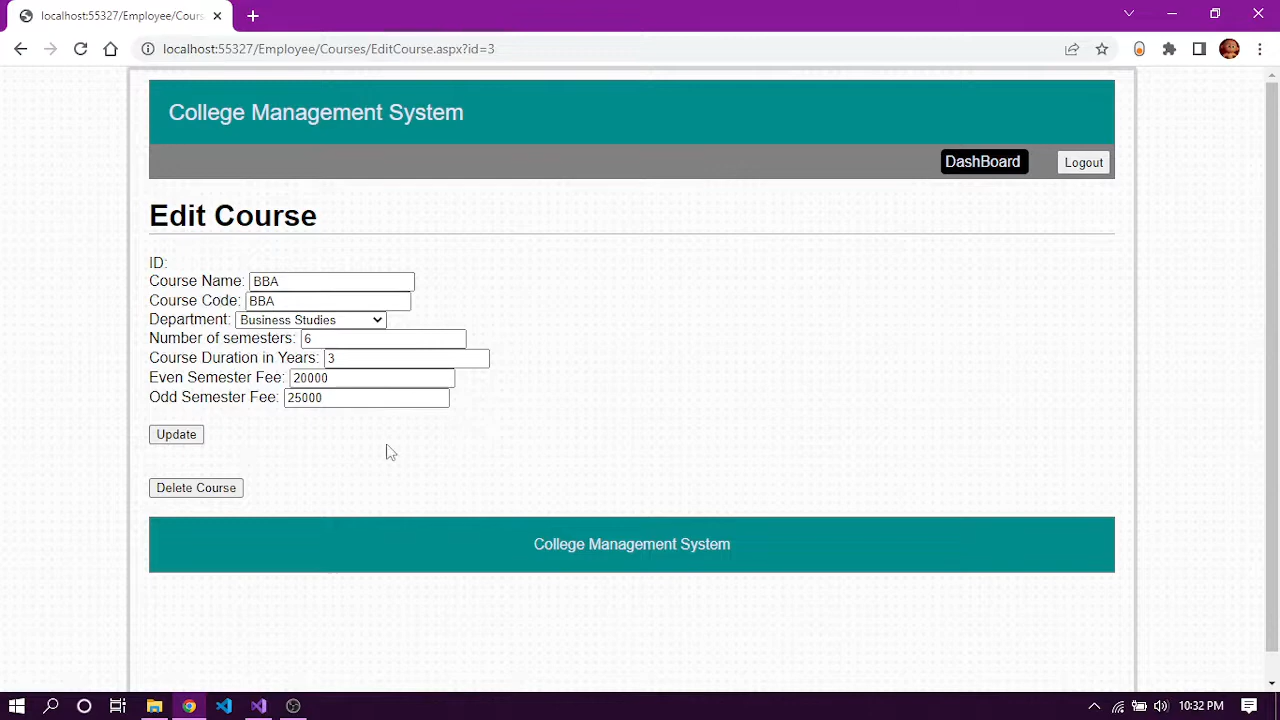 localhost:55327/Employee/Cours
localhost:55327/Employee/Courses/EditCourse.aspx?id=3
College Management System
DashBoard
Logout
Edit Course
ID:
Course Name: BBA
Course Code: BBA
Department: Business Studies
Number of semesters: 6
Course Duration in Years: 3
Even Semester Fee: 20000
Odd Semester Fee: 25000
Update
Delete Course
College Management System
10:32 PM